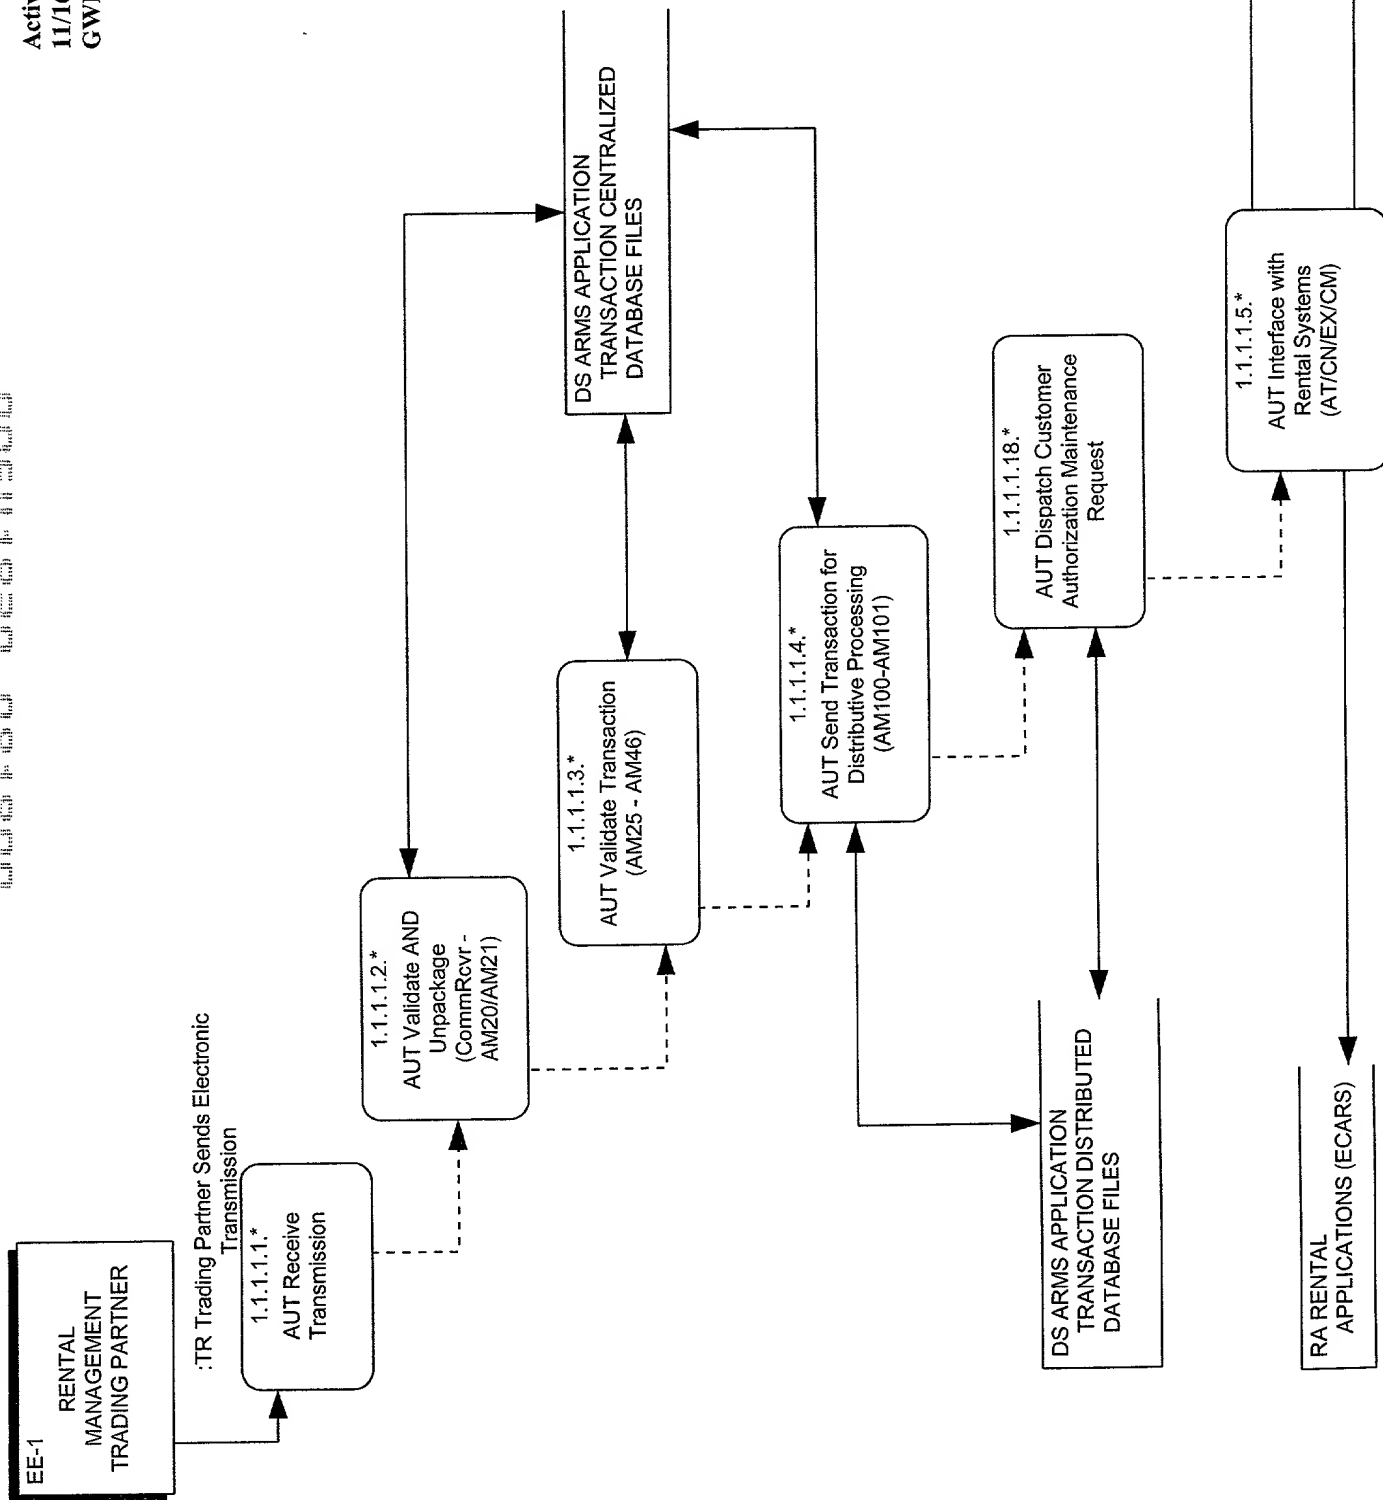 Activ
11/16
GWI
EE-1
RENTAL
MANAGEMENT
TRADING PARTNER
:TR Trading Partner Sends Electronic
Transmission
1.1.1.1.1.*
AUT Receive
Transmission
1.1.1.1.2.*
AUT Validate AND
Unpackage
(CommRcvr -
AM20/AM21)
1.1.1.1.3.*
AUT Validate Transaction
(AM25 - AM46)
DS ARMS APPLICATION
TRANSACTION CENTRALIZED
DATABASE FILES
1.1.1.1.4.*
AUT Send Transaction for
Distributive Processing
(AM100-AM101)
1.1.1.1.18.*
AUT Dispatch Customer
Authorization Maintenance
Request
DS ARMS APPLICATION
TRANSACTION DISTRIBUTED
DATABASE FILES
1.1.1.1.5.*
AUT Interface with
Rental Systems
(AT/CN/EX/CM)
RA RENTAL
APPLICATIONS (ECARS)